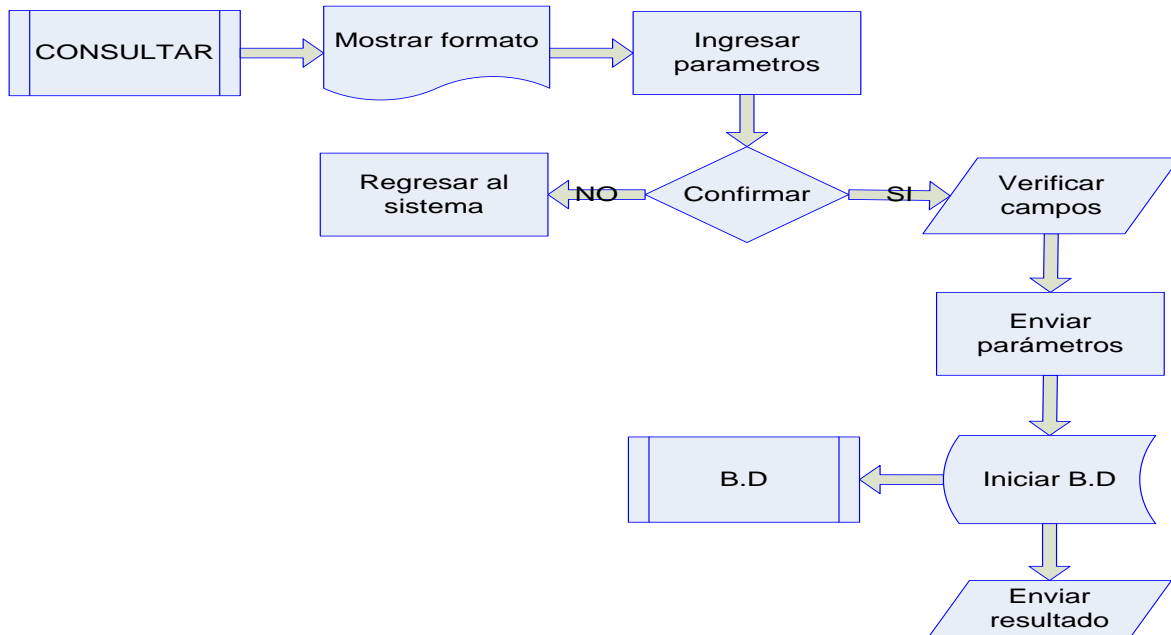 CONSULTAR
Mostrar formato
Ingresar
parametros
Regresar al
sistema
NO
Confirmar
SI
Verificar
campos
Enviar
parámetros
B.D
Iniciar B.D
Enviar
resultado